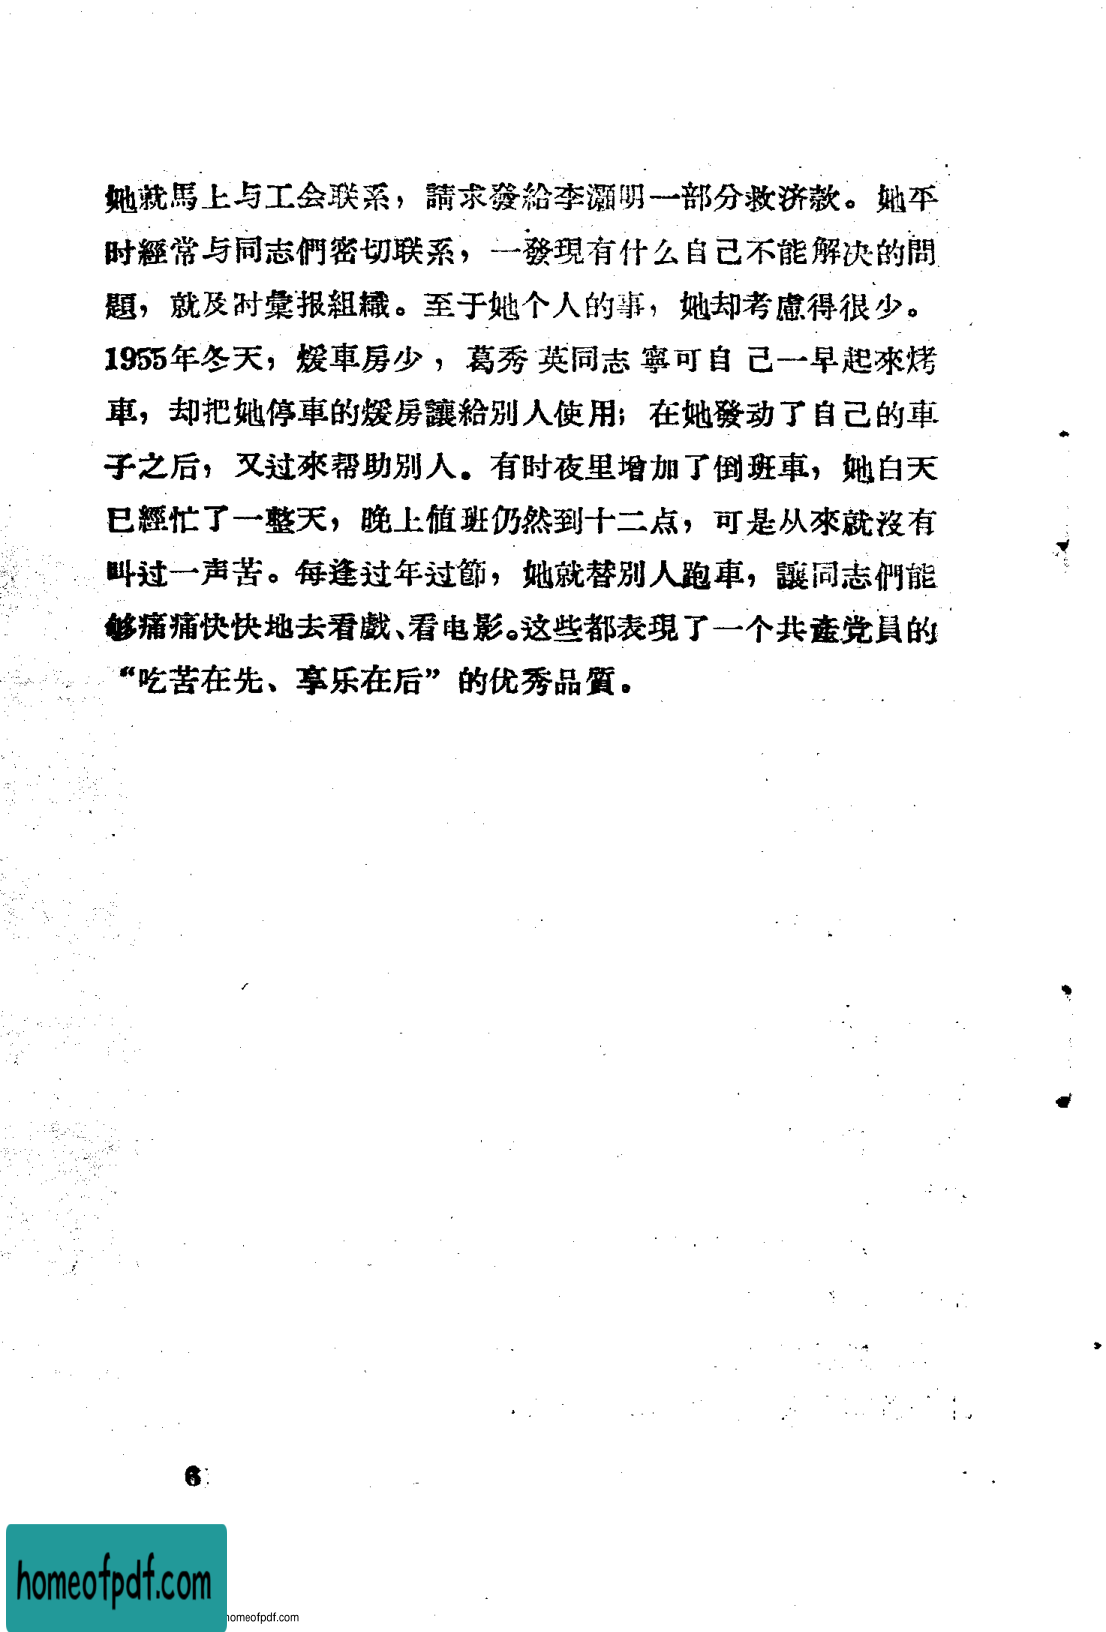 她就馬上与工会联系，請求發給李灝明一部分救济款。她平
时經常与同志們密切联系，一發現有什么自己不能解决的問
題，就及时彙报組織。至于她个人的事，她却考慮得很少。
1955年冬天，煖車房少，葛秀英同志寧可自己一早起來烤
車，却把她停車的煖房讓給別人使用；在她發动了自己的車
子之后，又过來帮助別人。有时夜里增加了倒班車，她白天
已經忙了一整天，晚上值班仍然到十二点，可是从來就沒有
叫过一声苦。每逢过年过節，她就替別人跑車，讓同志們能
够痛痛快快地去看戲、看电影。这些都表現了一个共產党員的
“吃苦在先、享乐在后”的优秀品質。
6
homeofpdf.com
homeofpdf.com